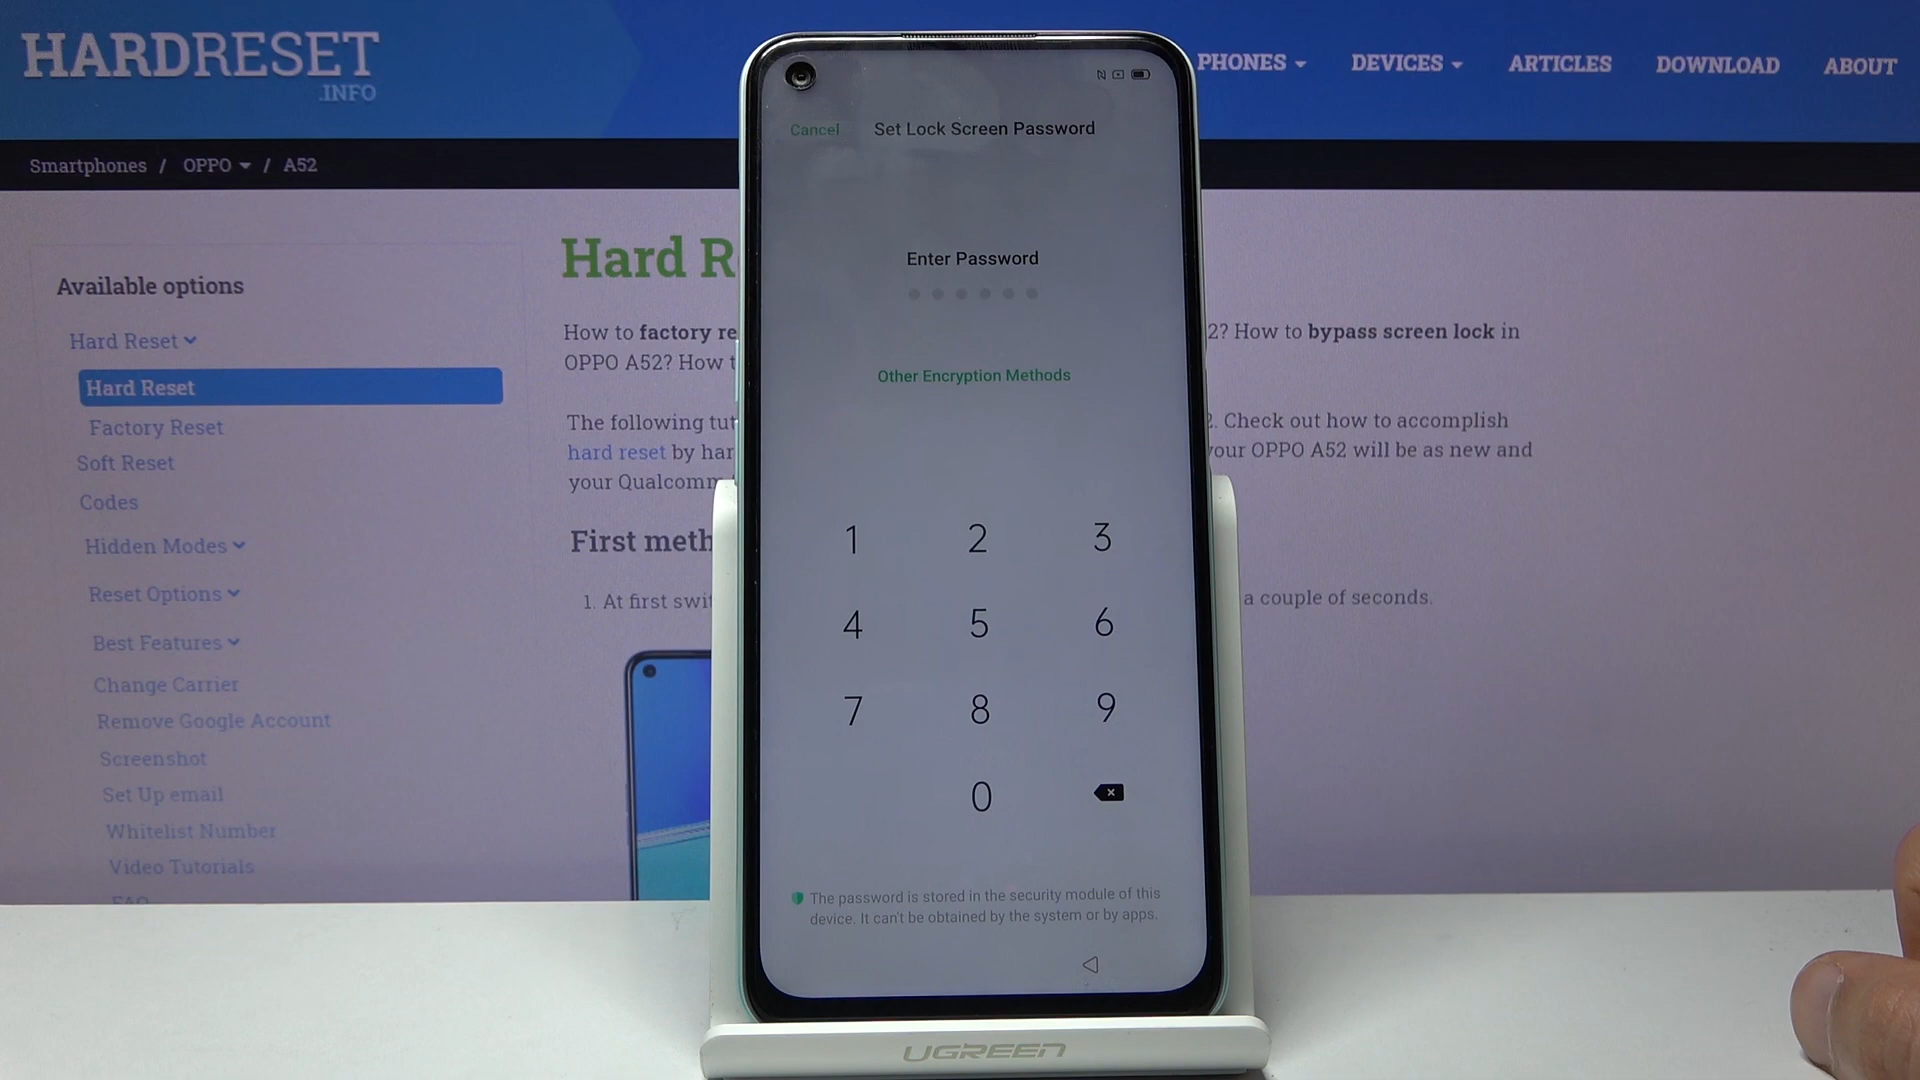 HARDRESET
.INFO
PHONES
DEVICES
ARTICLES
DOWNLOAD
ABOUT
Smartphones / OPPO / A52
Available options
Hard Reset
Hard Reset
Factory Reset
Soft Reset
Codes
Hidden Modes
Reset Options
Best Features
Change Carrier
Remove Google Account
Screenshot
Set Up email
Whitelist Number
Video Tutorials
FAQ
Hard R
How to factory re
2? How to bypass screen lock in
OPPO A52? How t
The following tut
. Check out how to accomplish
hard reset by har
your OPPO A52 will be as new and
your Qualcomm
First meth
1. At first swit
a couple of seconds.
Cancel
Set Lock Screen Password
Enter Password
Other Encryption Methods
1 2 3
4 5 6
7 8 9
0
The password is stored in the security module of this
device. It can't be obtained by the system or by apps.
UGREEN